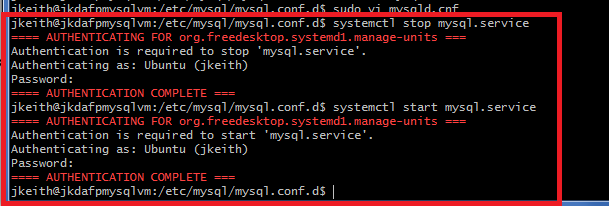 jkeith@jkdafpmysqlvm:/etc/mysql/mysql.conf.d$ sudo vi mysqld.cnf
jkeith@jkdafpmysqlvm:/etc/mysql/mysql.conf.d$ systemctl stop mysql.service
==== AUTHENTICATING FOR org.freedesktop.systemd1.manage-units ===
Authentication is required to stop 'mysql.service'.
Authenticating as: Ubuntu (jkeith)
Password:
==== AUTHENTICATION COMPLETE ===
jkeith@jkdafpmysqlvm:/etc/mysql/mysql.conf.d$ systemctl start mysql.service
==== AUTHENTICATING FOR org.freedesktop.systemd1.manage-units ===
Authentication is required to start 'mysql.service'.
Authenticating as: Ubuntu (jkeith)
Password:
==== AUTHENTICATION COMPLETE ===
jkeith@jkdafpmysqlvm:/etc/mysql/mysql.conf.d$